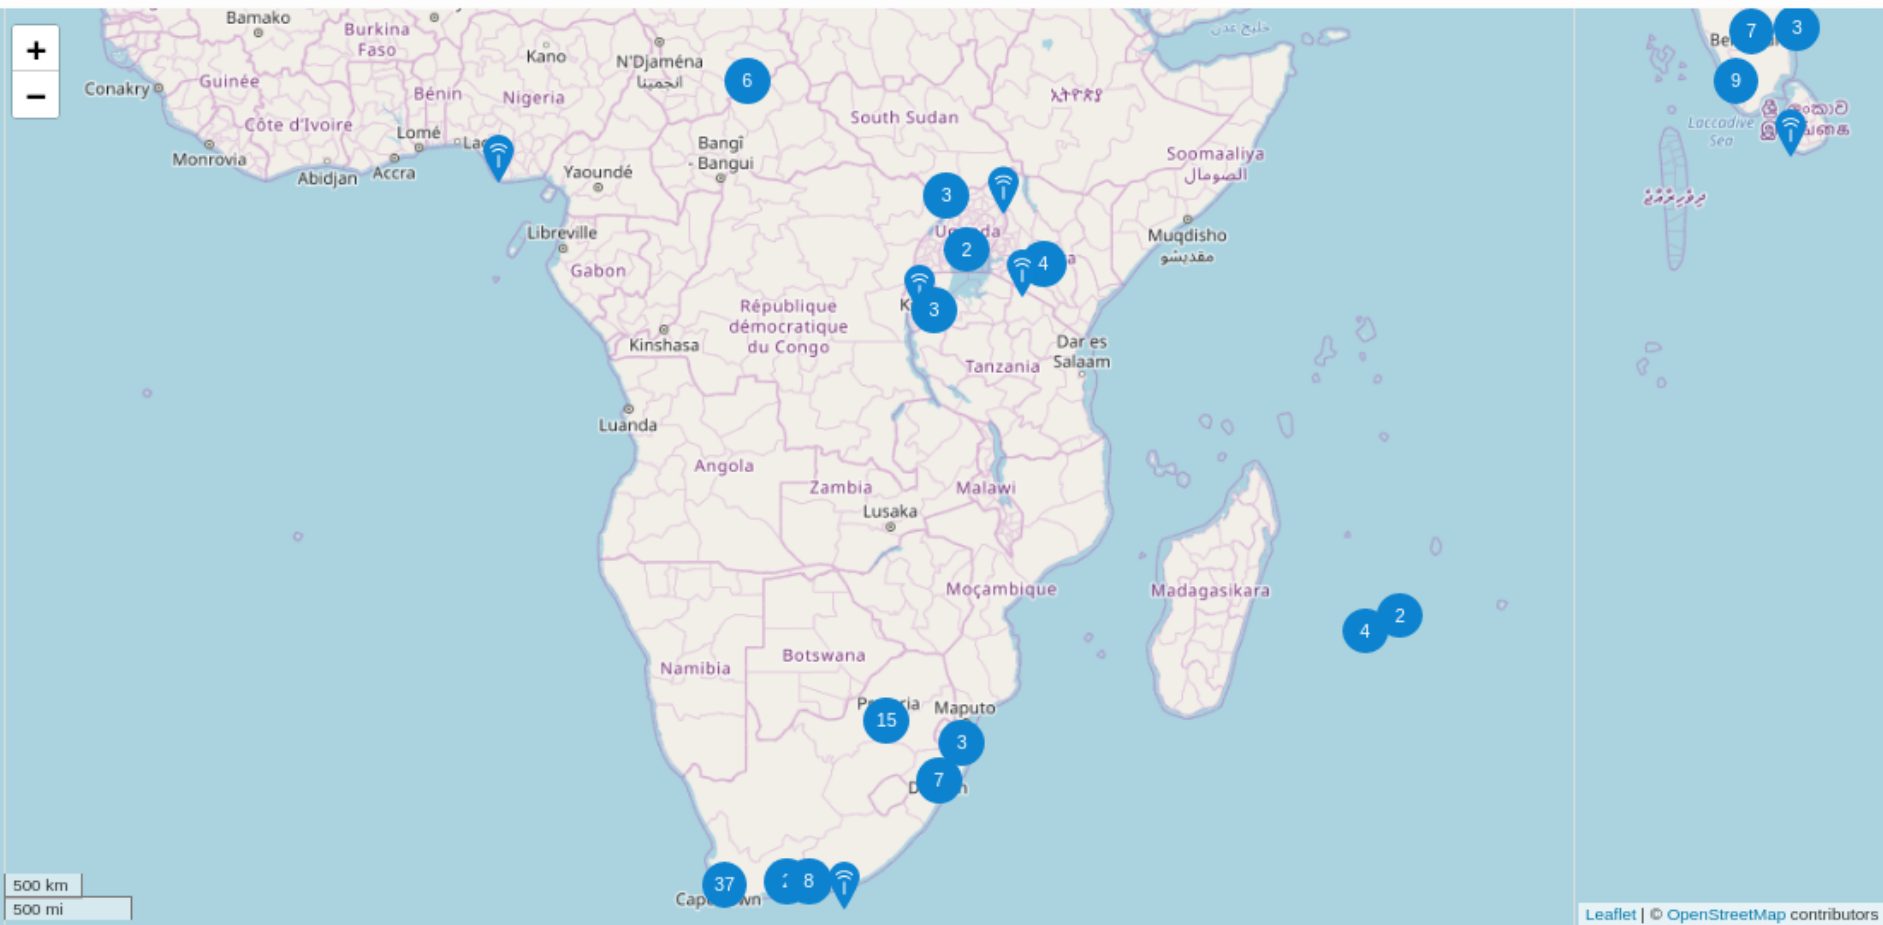 +
−
Bamako
Burkina
Faso
Kano
N'Djaména
انجمينا
خليج عدن
Conakry
Guinée
Bénin
Nigeria
6
South Sudan
ኢትዮጵያ
Côte d'Ivoire
Lomé
Monrovia
Abidjan
Accra
Yaoundé
Bangî
- Bangui
Soomaaliya
الصومال
3
Libreville
Muqdisho
مقديشو
2
4
Gabon
3
République
démocratique
du Congo
Kinshasa
Dar es
Salaam
Tanzania
Luanda
Angola
Zambia
Malawi
Lusaka
Moçambique
Madagasikara
4
2
Namibia
Botswana
Maputo
15
3
7
37
8
7
3
9
Laccadive
Sea
ދިވެހިރާއްޖެ
500 km
500 mi
Leaflet | © OpenStreetMap contributors